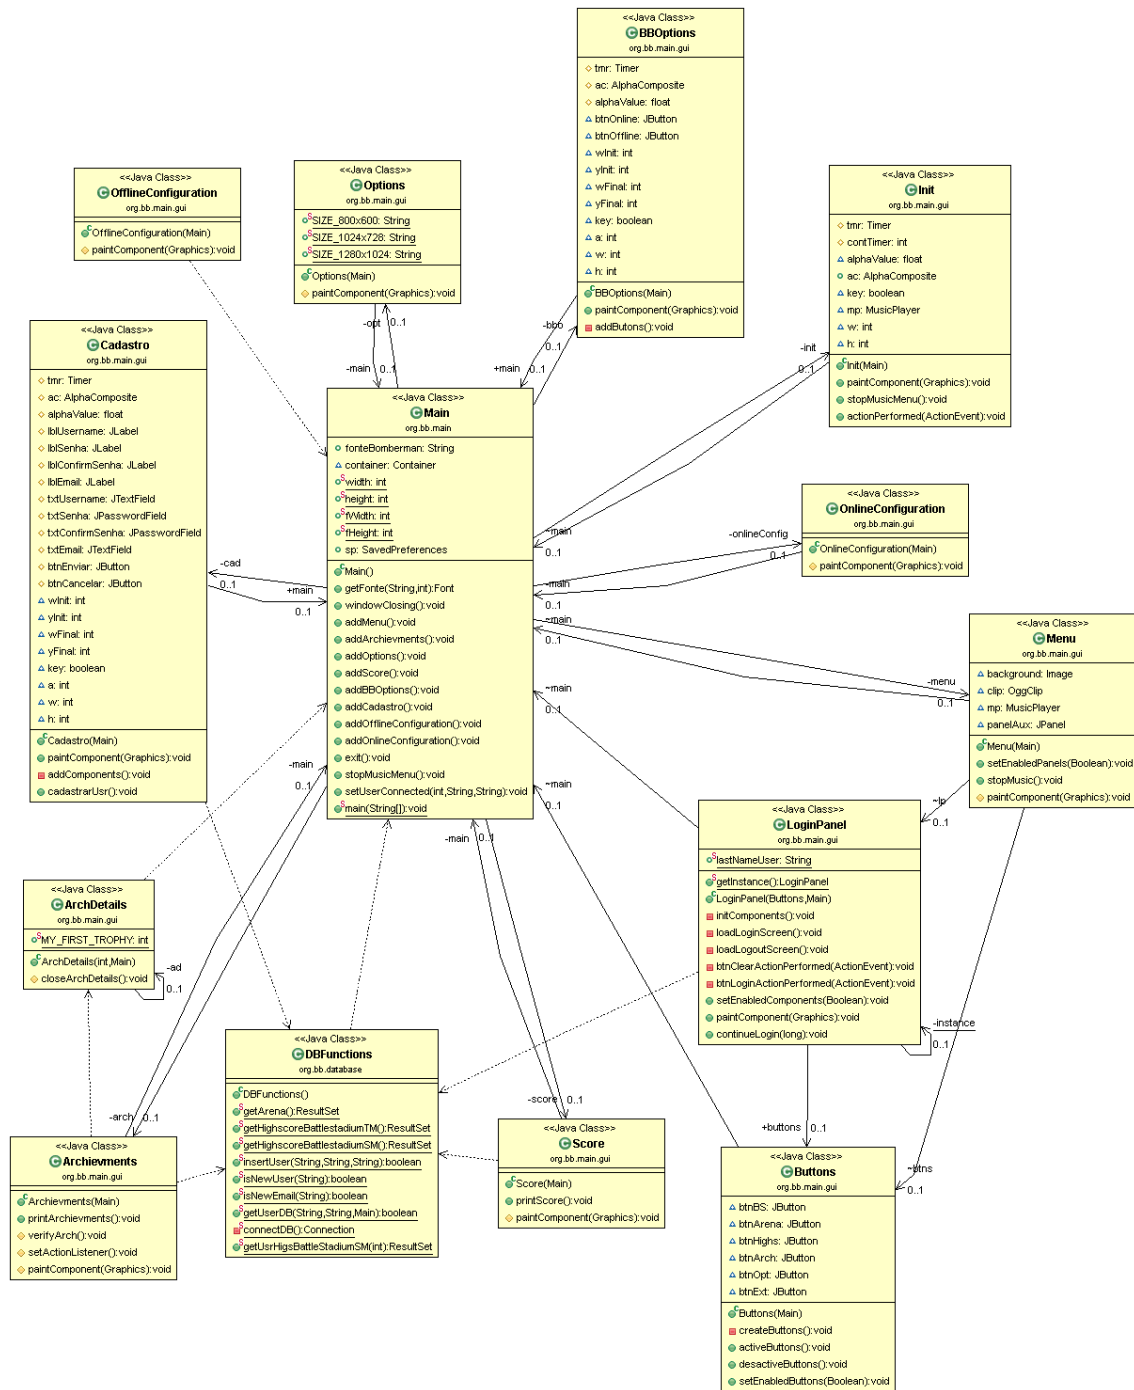 <<Java Class>>
BBOptions
org.bb.main.gui
tmr: Timer
ac: AlphaComposite
alphaValue: float
btnOnline: JButton
btnOffline: JButton
wInit: int
yInit: int
wFinal: int
yFinal: int
key: boolean
a: int
w: int
h: int
BBOptions(Main)
paintComponent(Graphics):void
addButons():void
<<Java Class>>
Options
org.bb.main.gui
SIZE_800x600: String
SIZE_1024x728: String
SIZE_1280x1024: String
Options(Main)
paintComponent(Graphics):void
<<Java Class>>
OfflineConfiguration
org.bb.main.gui
OfflineConfiguration(Main)
paintComponent(Graphics):void
<<Java Class>>
Init
org.bb.main.gui
tmr: Timer
contTimer: int
alphaValue: float
ac: AlphaComposite
key: boolean
mp: MusicPlayer
w: int
h: int
Init(Main)
paintComponent(Graphics):void
stopMusicMenu():void
actionPerformed(ActionEvent):void
<<Java Class>>
Cadastro
org.bb.main.gui
tmr: Timer
ac: AlphaComposite
alphaValue: float
lblUsername: JLabel
lblSenha: JLabel
lblConfirmSenha: JLabel
lblEmail: JLabel
txtUsername: JTextField
txtSenha: JPasswordField
txtConfirmSenha: JPasswordField
txtEmail: JTextField
btnEnviar: JButton
btnCancelar: JButton
wInit: int
yInit: int
wFinal: int
yFinal: int
key: boolean
a: int
w: int
h: int
Cadastro(Main)
paintComponent(Graphics):void
addComponents():void
cadastrarUsr():void
-opt
0..1
-main
0..1
-bbo
0..1
+main
0..1
-init
0..1
<<Java Class>>
Main
org.bb.main
fonteBomberman: String
container: Container
width: int
height: int
fWidth: int
fHeight: int
sp: SavedPreferences
Main()
getFonte(String,int):Font
windowClosing():void
addMenu():void
addArchievments():void
addOptions():void
addScore():void
addBBOptions():void
addCadastro():void
addOfflineConfiguration():void
addOnlineConfiguration():void
exit():void
stopMusicMenu():void
setUserConnected(int,String,String):void
main(String[]):void
<<Java Class>>
OnlineConfiguration
org.bb.main.gui
OnlineConfiguration(Main)
paintComponent(Graphics):void
~main
0..1
-onlineConfig
0..1
-main
0..1
~main
0..1
-cad
0..1
+main
0..1
-menu
0..1
<<Java Class>>
Menu
org.bb.main.gui
background: Image
clip: OggClip
mp: MusicPlayer
panelAux: JPanel
Menu(Main)
setEnabledPanels(Boolean):void
stopMusic():void
paintComponent(Graphics):void
~main
0..1
-main
0..1
~main
0..1
~lp
0..1
<<Java Class>>
LoginPanel
org.bb.main.gui
lastNameUser: String
getInstance():LoginPanel
LoginPanel(Buttons,Main)
initComponents():void
loadLoginScreen():void
loadLogoutScreen():void
btnClearActionPerformed(ActionEvent):void
btnLoginActionPerformed(ActionEvent):void
setEnabledComponents(Boolean):void
paintComponent(Graphics):void
continueLogin(long):void
-main
0..1
<<Java Class>>
ArchDetails
org.bb.main.gui
MY_FIRST_TROPHY: int
ArchDetails(int,Main)
closeArchDetails():void
-ad
0..1
-instance
0..1
<<Java Class>>
DBFunctions
org.bb.database
DBFunctions()
getArena():ResultSet
getHighscoreBattlestadiumTM():ResultSet
getHighscoreBattlestadiumSM():ResultSet
insertUser(String,String,String):boolean
isNewUser(String):boolean
isNewEmail(String):boolean
getUserDB(String,String,Main):boolean
connectDB():Connection
getUsrHigsBattleStadiumSM(int):ResultSet
-arch
0..1
-score
0..1
<<Java Class>>
Archievments
org.bb.main.gui
Archievments(Main)
printArchievments():void
verifyArch():void
setActionListener():void
paintComponent(Graphics):void
<<Java Class>>
Score
org.bb.main.gui
Score(Main)
printScore():void
paintComponent(Graphics):void
+buttons
0..1
~btns
0..1
<<Java Class>>
Buttons
org.bb.main.gui
btnBS: JButton
btnArena: JButton
btnHighs: JButton
btnArch: JButton
btnOpt: JButton
btnExt: JButton
Buttons(Main)
createButtons():void
activeButtons():void
desactiveButtons():void
setEnabledButtons(Boolean):void